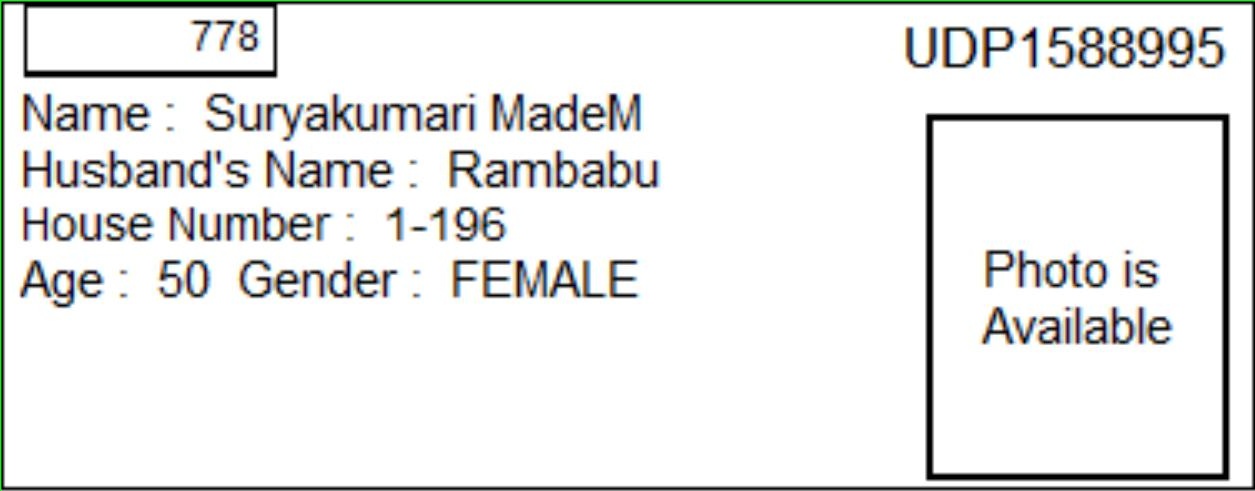 778
UDP1588995
Name : Suryakumari MadeM
Husband's Name : Rambabu
House Number : 1-196
Age : 50 Gender : FEMALE
Photo is
Available